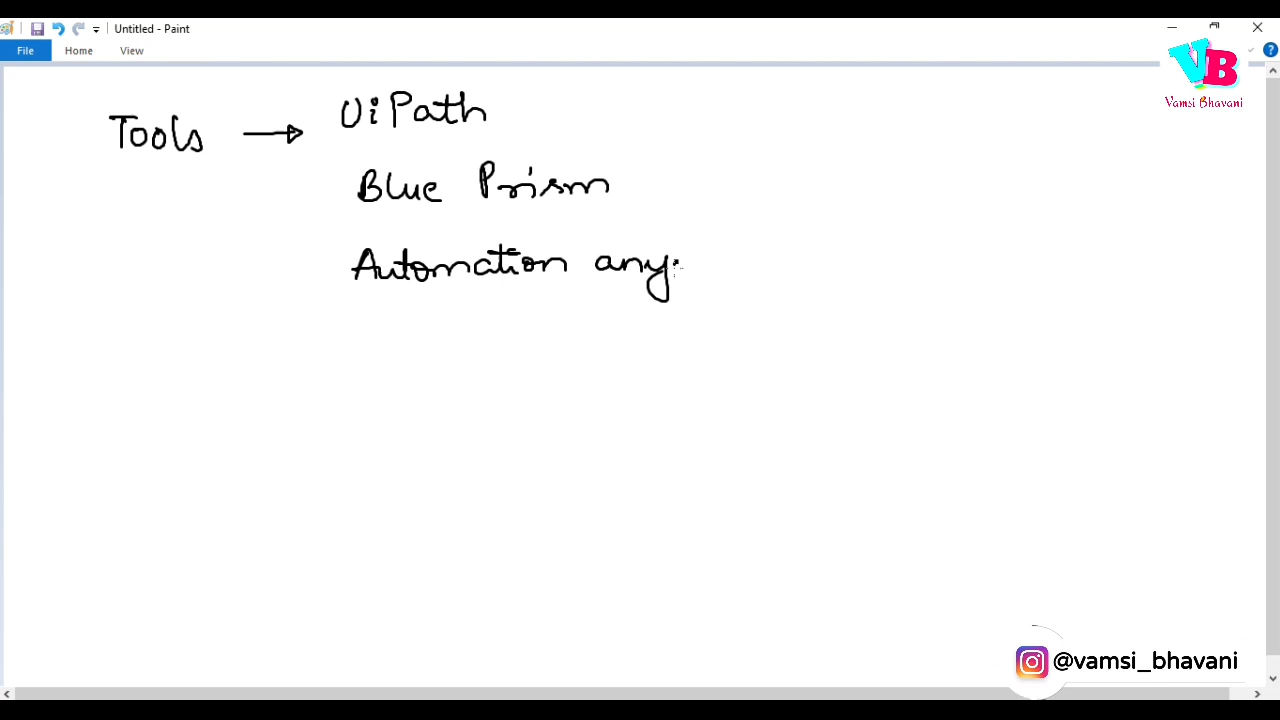 Untitled - Paint
File Home View
VB
Vamsi Bhavani
Tools → UiPath
Blue Prism
Automation any
@vamsi_bhavani